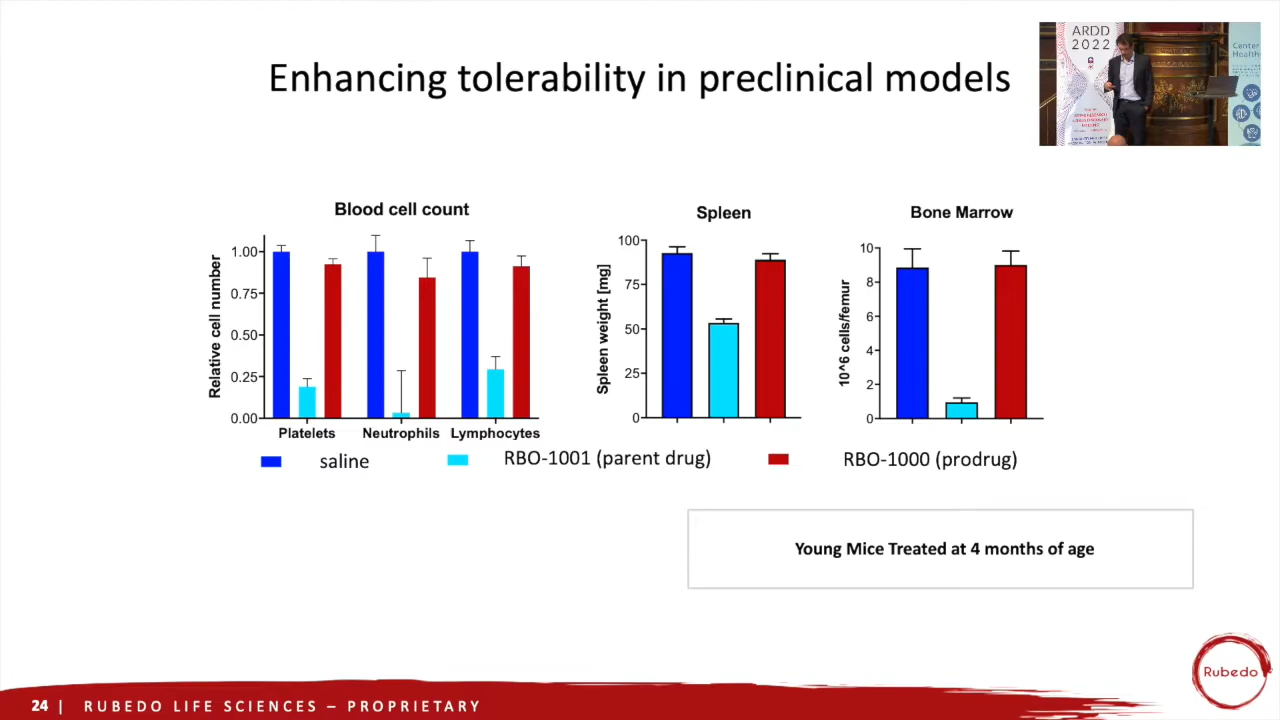 Enhancing tolerability in preclinical models
ARDD
2022
Center
Health
Blood cell count
Relative cell number
1.00
0.75
0.50
0.25
0.00
Platelets Neutrophils Lymphocytes
Spleen
Spleen weight [mg]
100
75
50
25
0
Bone Marrow
10^6 cells/femur
10
8
6
4
2
0
saline RBO-1001 (parent drug) RBO-1000 (prodrug)
Young Mice Treated at 4 months of age
Rubedo
24 | RUBEDO LIFE SCIENCES – PROPRIETARY